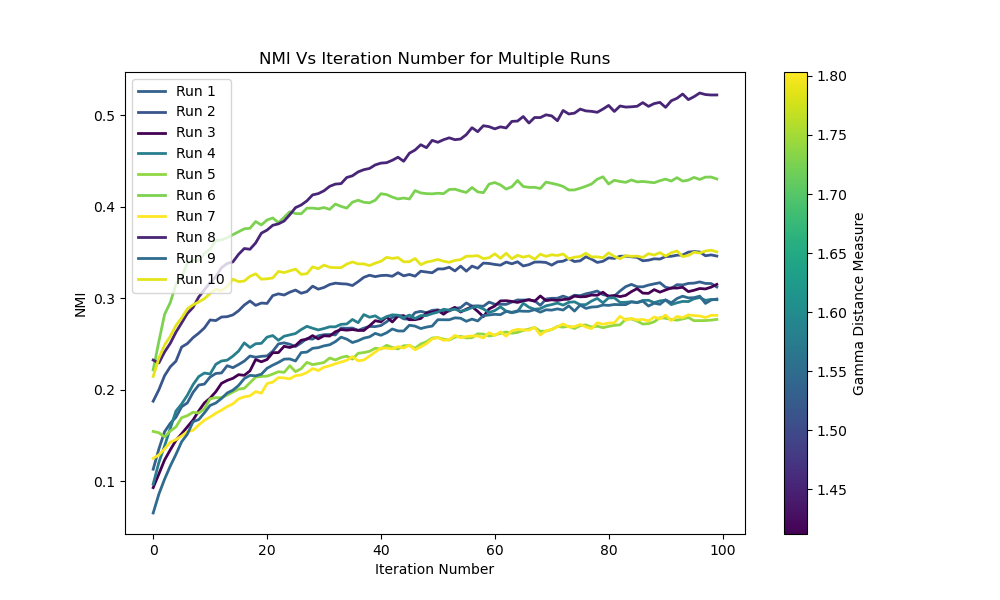 NMI Vs Iteration Number for Multiple Runs
NMI
0.5
0.4
0.3
0.2
0.1
Run 1
Run 2
Run 3
Run 4
Run 5
Run 6
Run 7
Run 8
Run 9
Run 10
0 20 40 60 80 100
Iteration Number
1.80
1.75
1.70
1.65
1.60
1.55
1.50
1.45
Gamma Distance Measure